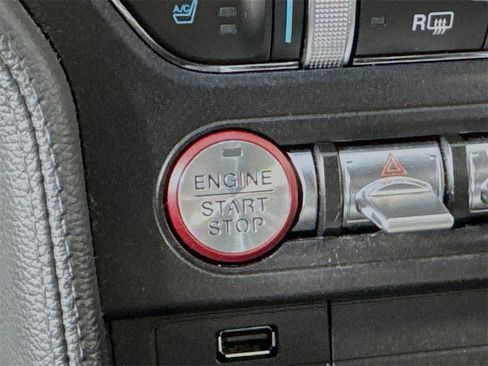 A/C
R
ENGINE
START
STOP